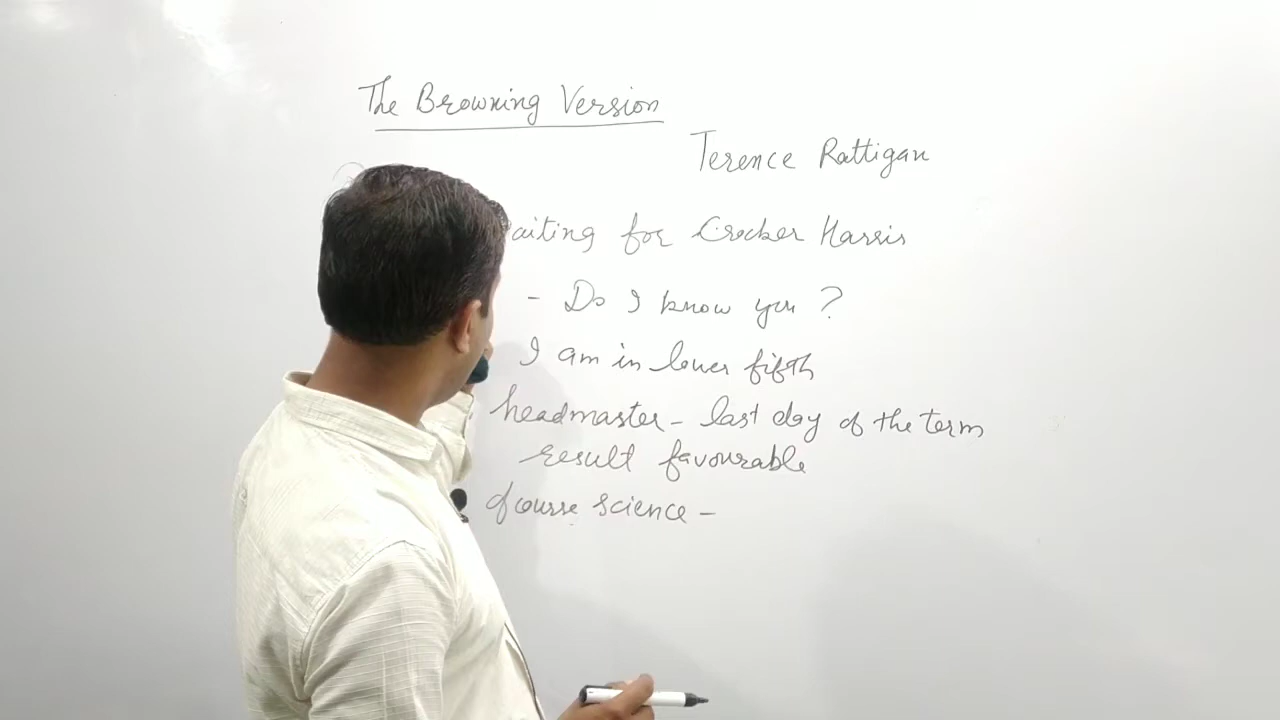 The Browning Version
Terence Rattigan
aiting for Crocker Harris
- Do I know you ?
I am in lower fifth
headmaster - last day of the term
result favourable
of course science -